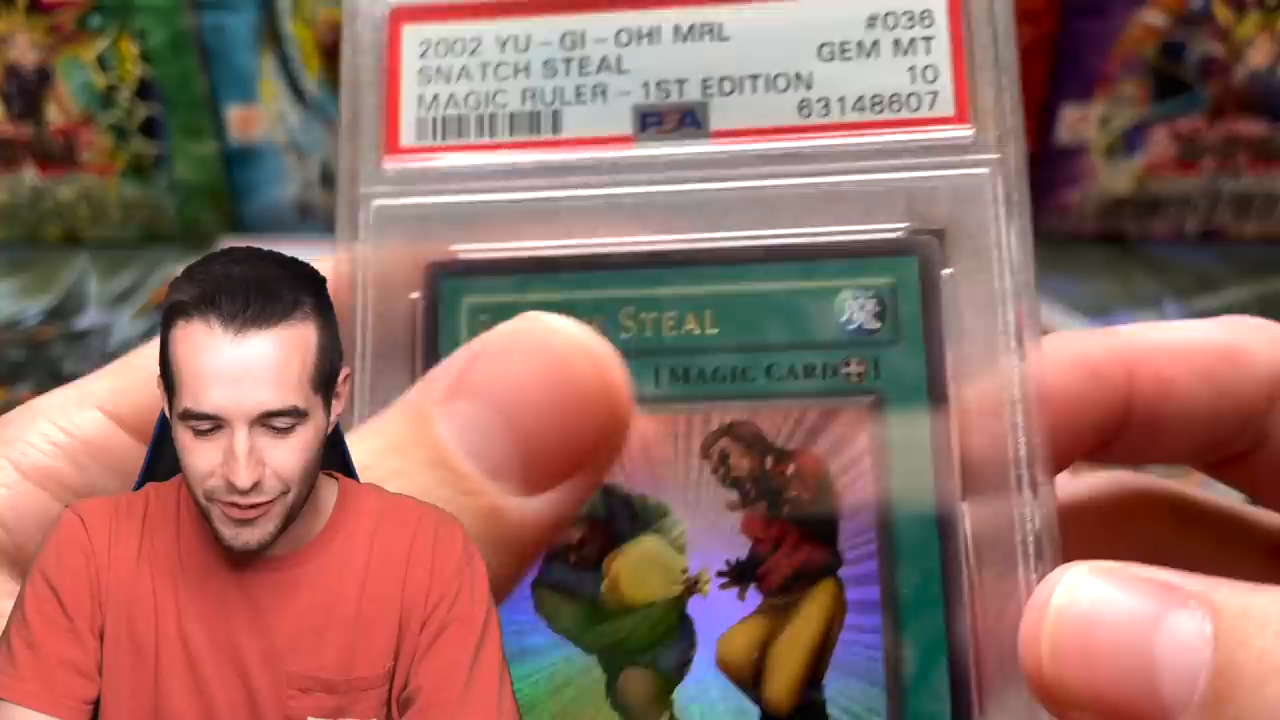 2002 YU-GI-OH! MRL #036
SNATCH STEAL GEM MT
MAGIC RULER - 1ST EDITION 10
PSA 63148607
STEAL
[MAGIC CARD]